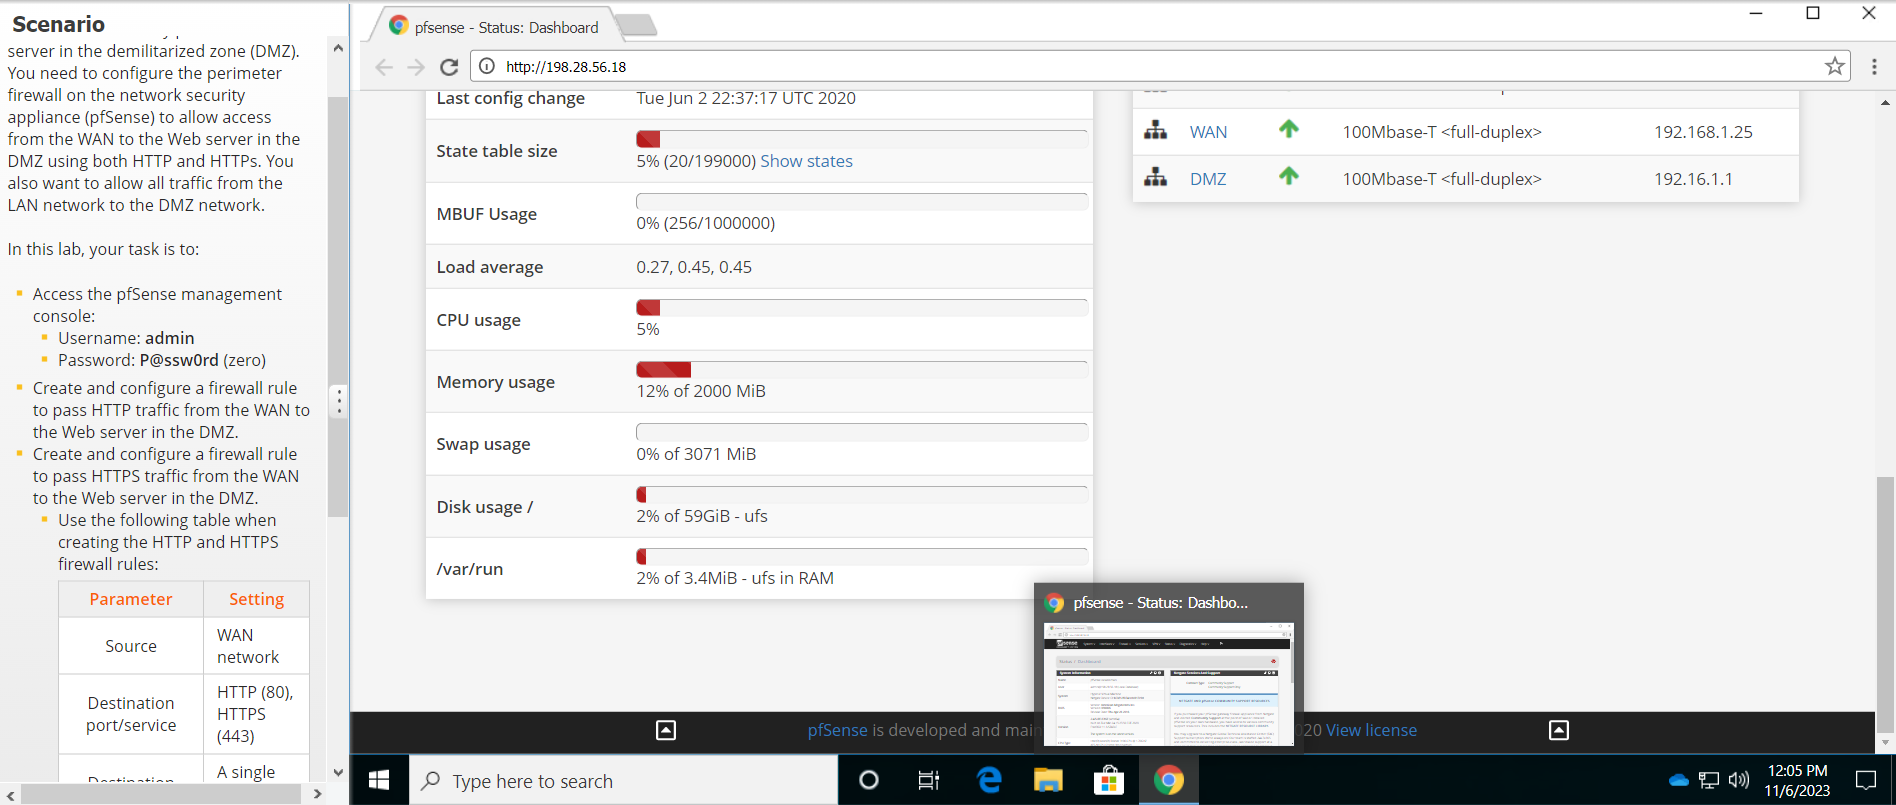 Scenario
server in the demilitarized zone (DMZ).
You need to configure the perimeter
firewall on the network security
appliance (pfSense) to allow access
from the WAN to the Web server in the
DMZ using both HTTP and HTTPs. You
also want to allow all traffic from the
LAN network to the DMZ network.
In this lab, your task is to:
Access the pfSense management
console:
Username: admin
Password: P@ssw0rd (zero)
Create and configure a firewall rule
to pass HTTP traffic from the WAN to
the Web server in the DMZ.
Create and configure a firewall rule
to pass HTTPS traffic from the WAN
to the Web server in the DMZ.
Use the following table when
creating the HTTP and HTTPS
firewall rules:
Parameter Setting
Source WAN
network
Destination
port/service
HTTP (80),
HTTPS
(443)
Destination A single
pfsense - Status: Dashboard
http://198.28.56.18
Last config change Tue Jun 2 22:37:17 UTC 2020
State table size
5% (20/199000) Show states
MBUF Usage
0% (256/1000000)
Load average 0.27, 0.45, 0.45
CPU usage
5%
Memory usage
12% of 2000 MiB
Swap usage
0% of 3071 MiB
Disk usage /
2% of 59GiB - ufs
/var/run
2% of 3.4MiB - ufs in RAM
WAN 100Mbase-T <full-duplex> 192.168.1.25
DMZ 100Mbase-T <full-duplex> 192.16.1.1
pfsense - Status: Dashbo...
pfSense is developed and main
20 View license
Type here to search
12:05 PM
11/6/2023